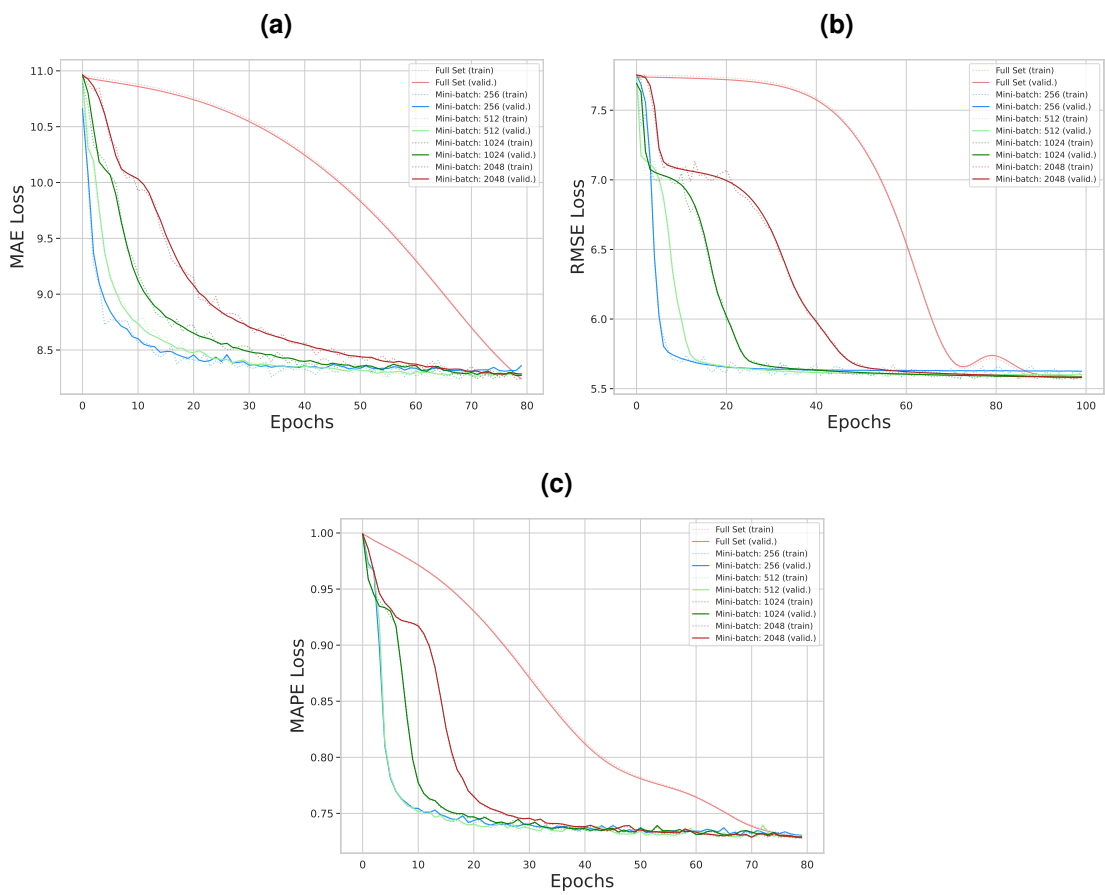 (a)
11.0
10.5
10.0
9.5
9.0
8.5
MAE Loss
0 10 20 30 40 50 60 70 80
Epochs
Full Set (train)
Full Set (valid.)
Mini-batch: 256 (train)
Mini-batch: 256 (valid.)
Mini-batch: 512 (train)
Mini-batch: 512 (valid.)
Mini-batch: 1024 (train)
Mini-batch: 1024 (valid.)
Mini-batch: 2048 (train)
Mini-batch: 2048 (valid.)
(b)
7.5
7.0
6.5
6.0
5.5
RMSE Loss
0 20 40 60 80 100
Epochs
Full Set (train)
Full Set (valid.)
Mini-batch: 256 (train)
Mini-batch: 256 (valid.)
Mini-batch: 512 (train)
Mini-batch: 512 (valid.)
Mini-batch: 1024 (train)
Mini-batch: 1024 (valid.)
Mini-batch: 2048 (train)
Mini-batch: 2048 (valid.)
(c)
1.00
0.95
0.90
0.85
0.80
0.75
MAPE Loss
0 10 20 30 40 50 60 70 80
Epochs
Full Set (train)
Full Set (valid.)
Mini-batch: 256 (train)
Mini-batch: 256 (valid.)
Mini-batch: 512 (train)
Mini-batch: 512 (valid.)
Mini-batch: 1024 (train)
Mini-batch: 1024 (valid.)
Mini-batch: 2048 (train)
Mini-batch: 2048 (valid.)